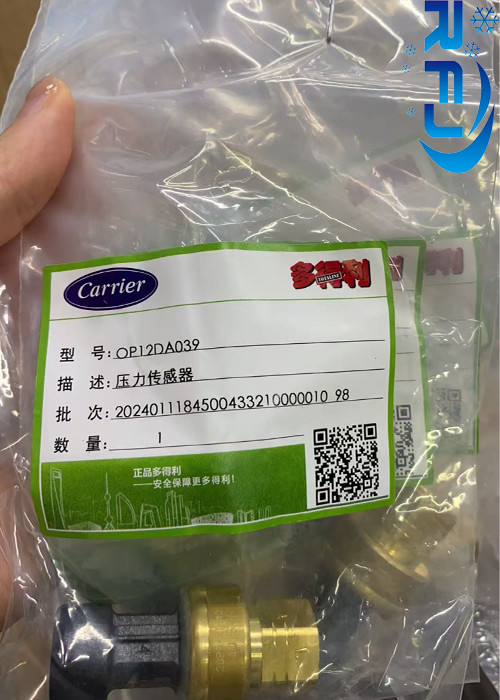 RFJ
Carrier
多得利
TOTALINE
型 号: OP12DA039
描 述: 压力传感器
批 次: 2024011184500433210000010 98
数 量: 1
正品多得利
——安全保障更多得利!